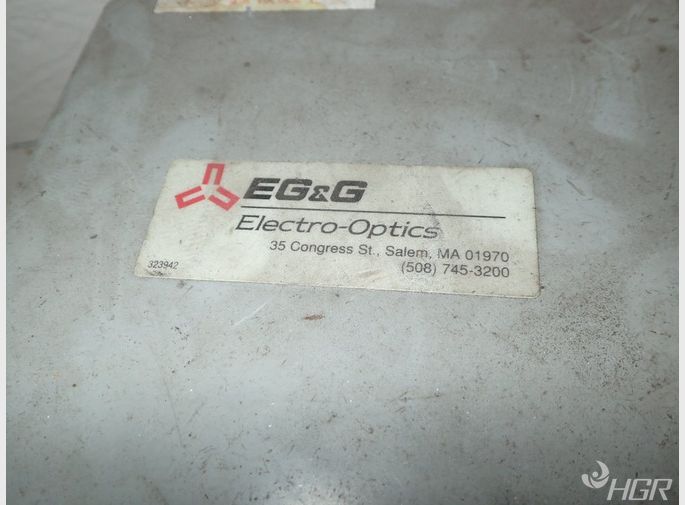 EG&G
Electro-Optics
35 Congress St., Salem, MA 01970
(508) 745-3200
323942
HGR